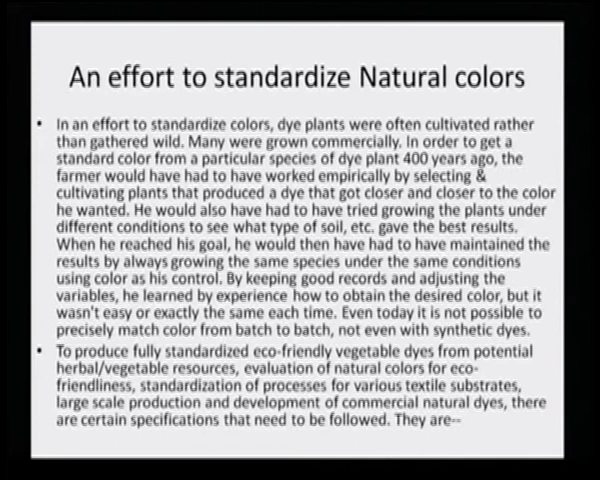 An effort to standardize Natural colors
• In an effort to standardize colors, dye plants were often cultivated rather
than gathered wild. Many were grown commercially. In order to get a
standard color from a particular species of dye plant 400 years ago, the
farmer would have had to have worked empirically by selecting &
cultivating plants that produced a dye that got closer and closer to the color
he wanted. He would also have had to have tried growing the plants under
different conditions to see what type of soil, etc. gave the best results.
When he reached his goal, he would then have had to have maintained the
results by always growing the same species under the same conditions
using color as his control. By keeping good records and adjusting the
variables, he learned by experience how to obtain the desired color, but it
wasn't easy or exactly the same each time. Even today it is not possible to
precisely match color from batch to batch, not even with synthetic dyes.
• To produce fully standardized eco-friendly vegetable dyes from potential
herbal/vegetable resources, evaluation of natural colors for eco-
friendliness, standardization of processes for various textile substrates,
large scale production and development of commercial natural dyes, there
are certain specifications that need to be followed. They are--